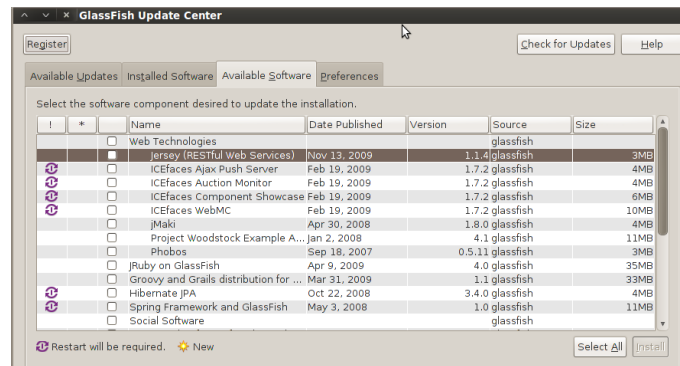 GlassFish Update Center
Register Check for Updates Help
Available Updates Installed Software Available Software Preferences
Select the software component desired to update the installation.
! * Name Date Published Version Source Size
Web Technologies glassfish
Jersey (RESTful Web Services) Nov 13, 2009 1.1.4 glassfish 3MB
ICEfaces Ajax Push Server Feb 19, 2009 1.7.2 glassfish 4MB
ICEfaces Auction Monitor Feb 19, 2009 1.7.2 glassfish 4MB
ICEfaces Component Showcase Feb 19, 2009 1.7.2 glassfish 6MB
ICEfaces WebMC Feb 19, 2009 1.7.2 glassfish 10MB
jMaki Apr 30, 2008 1.8.0 glassfish 4MB
Project Woodstock Example A... Jan 2, 2008 4.1 glassfish 11MB
Phobos Sep 18, 2007 0.5.11 glassfish 3MB
JRuby on GlassFish Apr 9, 2009 4.0 glassfish 35MB
Groovy and Grails distribution for ... Mar 31, 2009 1.1 glassfish 33MB
Hibernate JPA Oct 22, 2008 3.4.0 glassfish 4MB
Spring Framework and GlassFish May 3, 2008 1.0 glassfish 11MB
Social Software glassfish
Restart will be required. New Select All Install